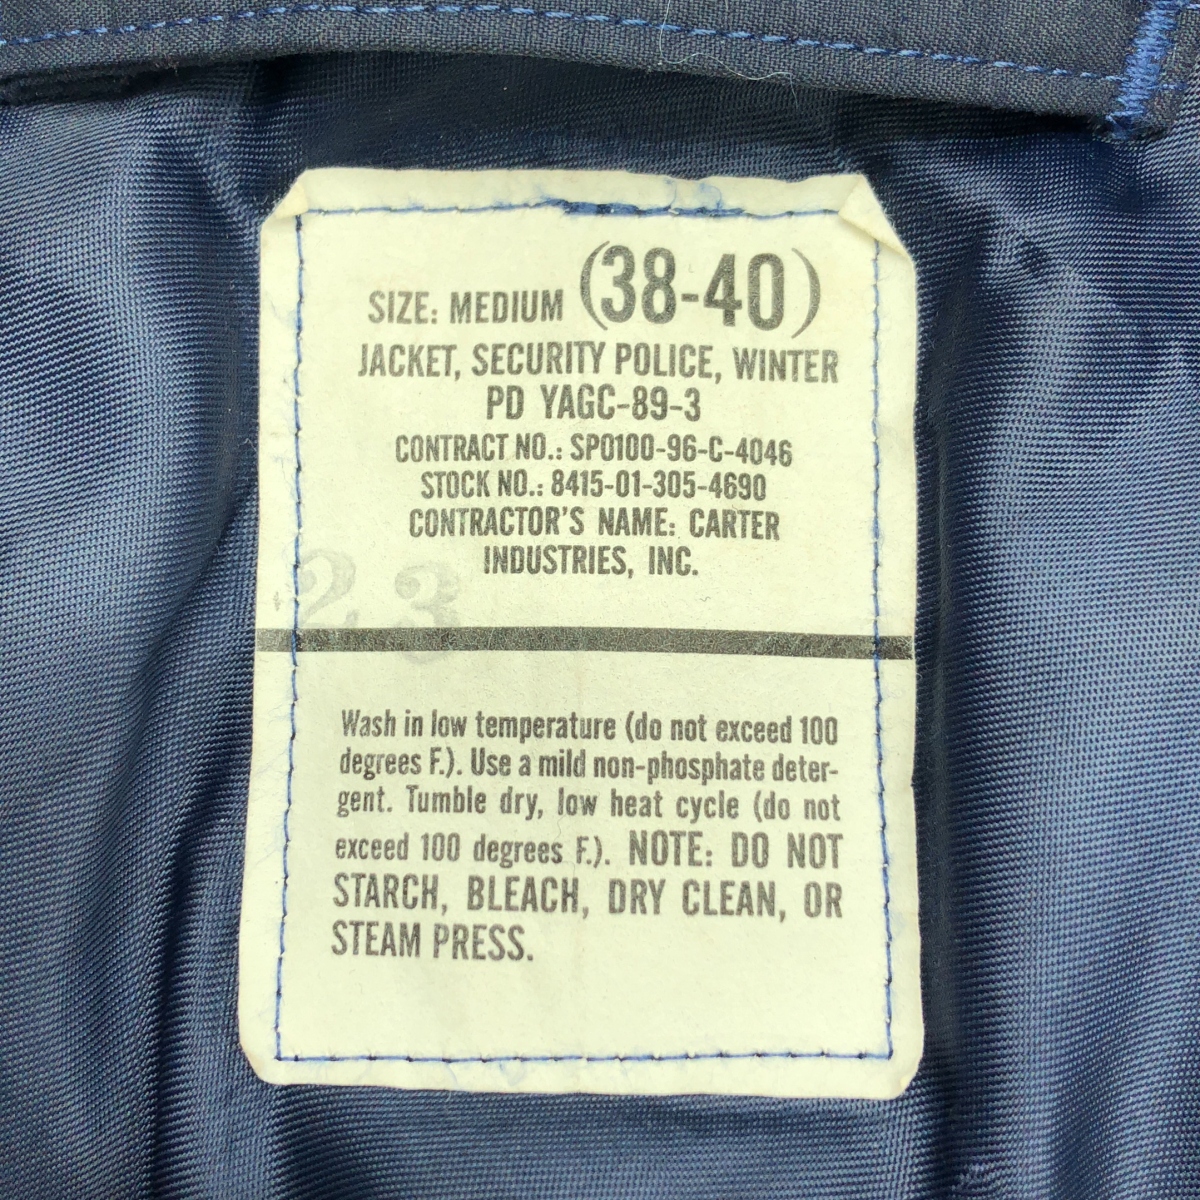 SIZE: MEDIUM (38-40)
JACKET, SECURITY POLICE, WINTER
PD YAGC-89-3
CONTRACT NO.: SPO100-96-C-4046
STOCK NO.: 8415-01-305-4690
CONTRACTOR'S NAME: CARTER
INDUSTRIES, INC.
23
Wash in low temperature (do not exceed 100
degrees F.). Use a mild non-phosphate deter-
gent. Tumble dry, low heat cycle (do not
exceed 100 degrees F.). NOTE: DO NOT
STARCH, BLEACH, DRY CLEAN, OR
STEAM PRESS.